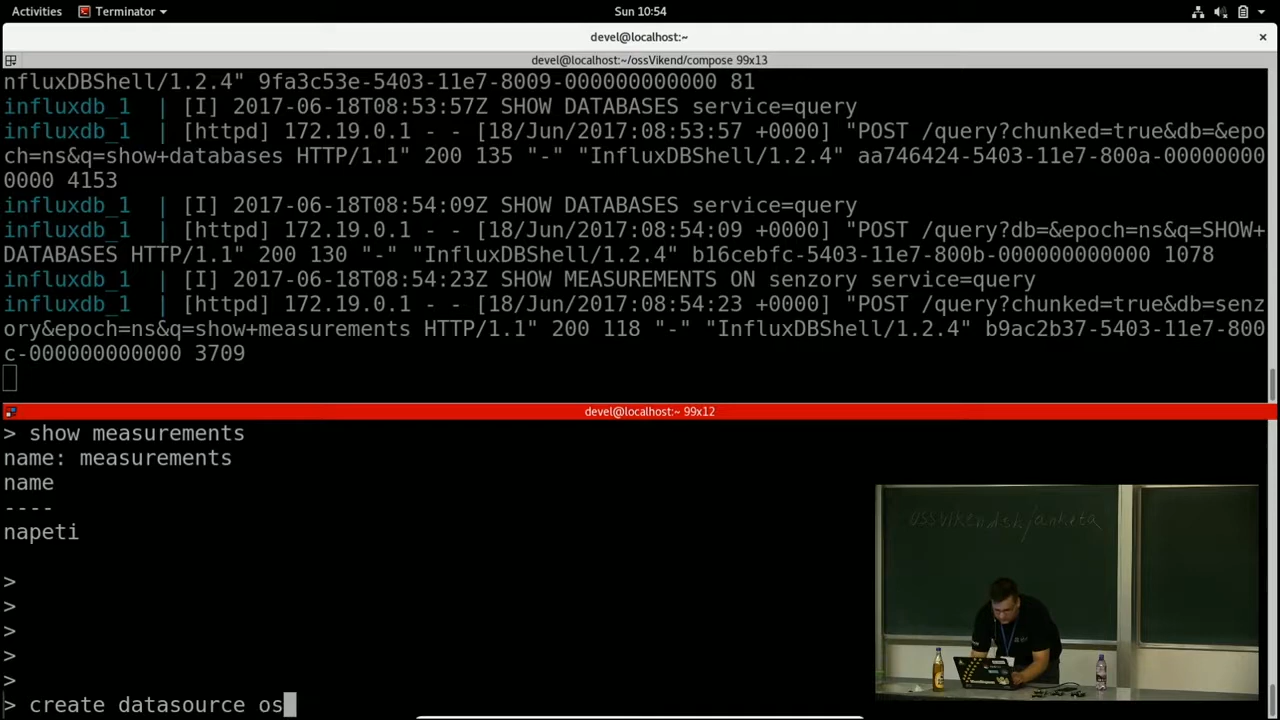 Activities Terminator Sun 10:54
devel@localhost:~
devel@localhost:~/ossVikend/compose 99x13
nfluxDBShell/1.2.4" 9fa3c53e-5403-11e7-8009-000000000000 81
influxdb_1  | [I] 2017-06-18T08:53:57Z SHOW DATABASES service=query
influxdb_1  | [httpd] 172.19.0.1 - - [18/Jun/2017:08:53:57 +0000] "POST /query?chunked=true&db=&epo
ch=ns&q=show+databases HTTP/1.1" 200 135 "-" "InfluxDBShell/1.2.4" aa746424-5403-11e7-800a-00000000
0000 4153
influxdb_1  | [I] 2017-06-18T08:54:09Z SHOW DATABASES service=query
influxdb_1  | [httpd] 172.19.0.1 - - [18/Jun/2017:08:54:09 +0000] "POST /query?db=&epoch=ns&q=SHOW+
DATABASES HTTP/1.1" 200 130 "-" "InfluxDBShell/1.2.4" b16cebfc-5403-11e7-800b-000000000000 1078
influxdb_1  | [I] 2017-06-18T08:54:23Z SHOW MEASUREMENTS ON senzory service=query
influxdb_1  | [httpd] 172.19.0.1 - - [18/Jun/2017:08:54:23 +0000] "POST /query?chunked=true&db=senz
ory&epoch=ns&q=show+measurements HTTP/1.1" 200 118 "-" "InfluxDBShell/1.2.4" b9ac2b37-5403-11e7-800
c-000000000000 3709
devel@localhost:~ 99x12
> show measurements
name: measurements
name
----
napeti
>
>
>
>
>
> create datasource os
ossvikend.sk/anketa